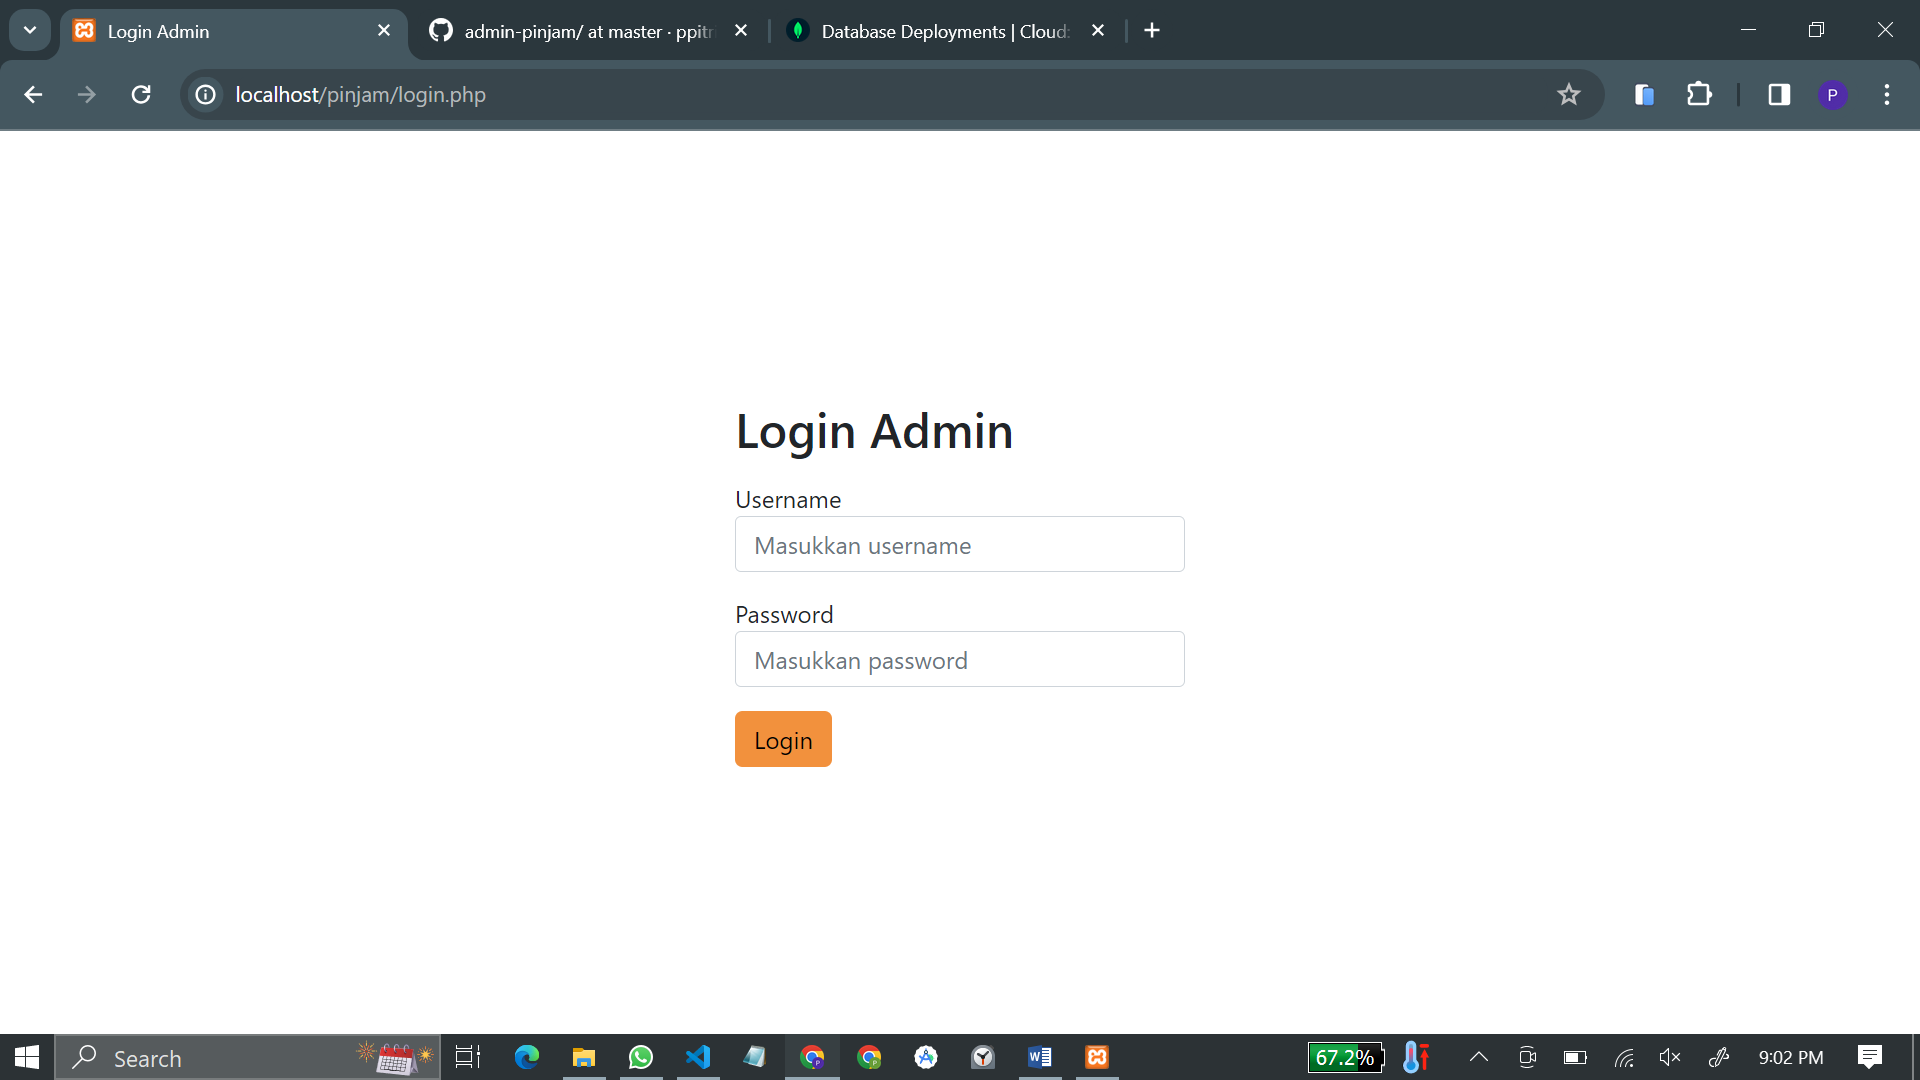 Login Admin
admin-pinjam/ at master · ppitr
Database Deployments | Cloud:
localhost/pinjam/login.php
P
Login Admin
Username
Masukkan username
Password
Masukkan password
Login
Search
67.2%
9:02 PM